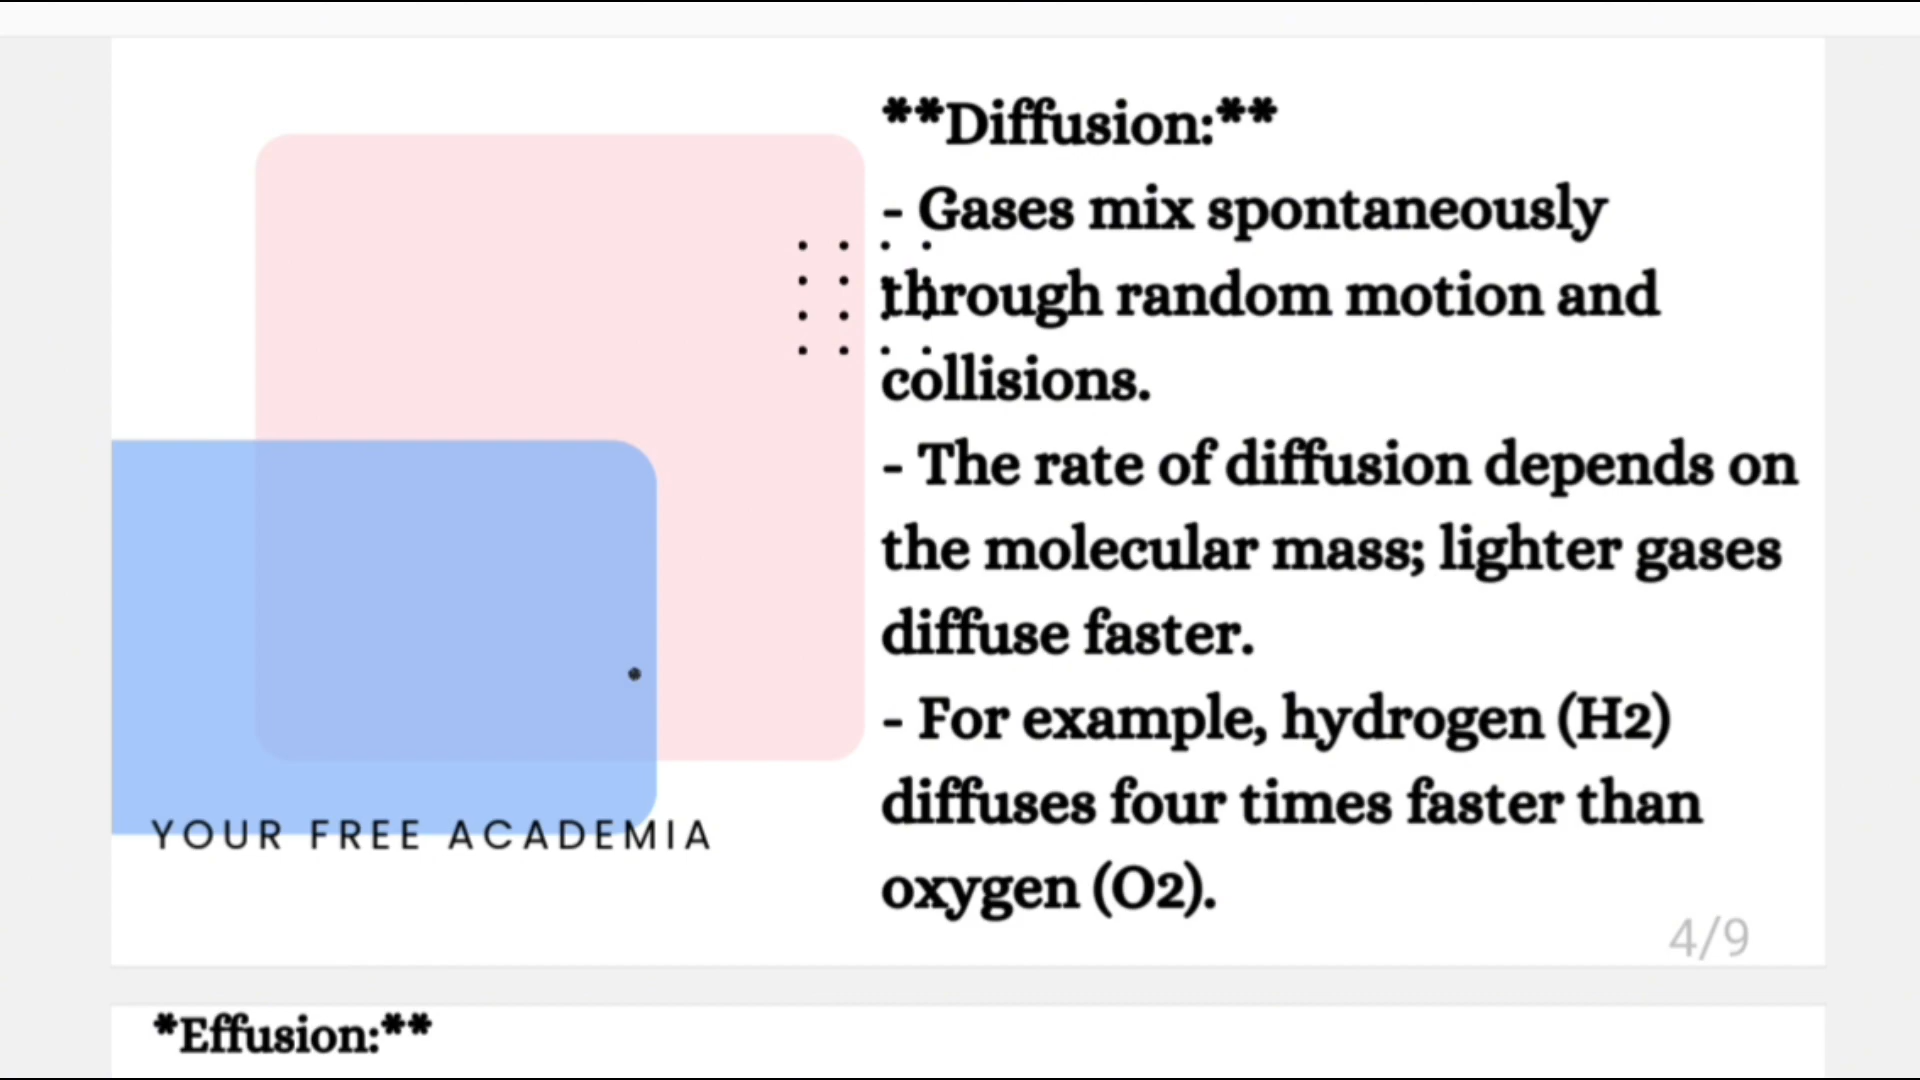 **Diffusion:**
- Gases mix spontaneously
through random motion and
collisions.
- The rate of diffusion depends on
the molecular mass; lighter gases
diffuse faster.
- For example, hydrogen (H2)
diffuses four times faster than
oxygen (O2).
YOUR FREE ACADEMIA
4/9
*Effusion:**